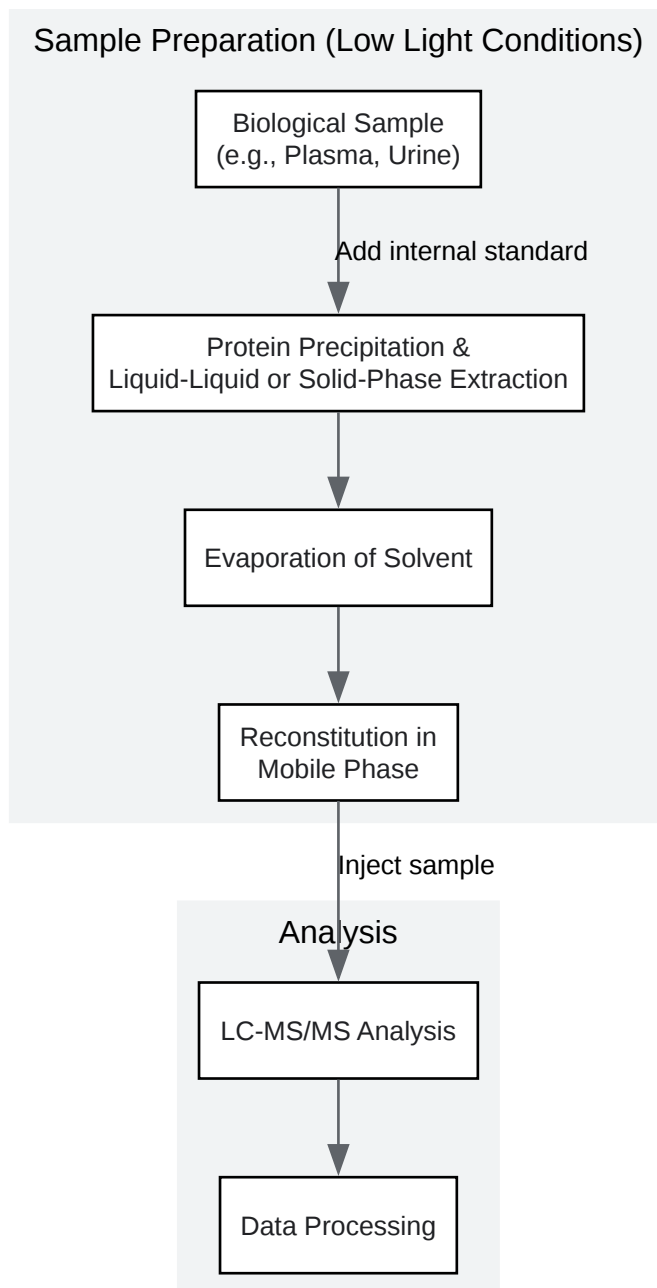 Sample Preparation (Low Light Conditions)
Biological Sample
(e.g., Plasma, Urine)
Add internal standard
Protein Precipitation &
Liquid-Liquid or Solid-Phase Extraction
Evaporation of Solvent
Reconstitution in
Mobile Phase
Inject sample
Analysis
LC-MS/MS Analysis
Data Processing